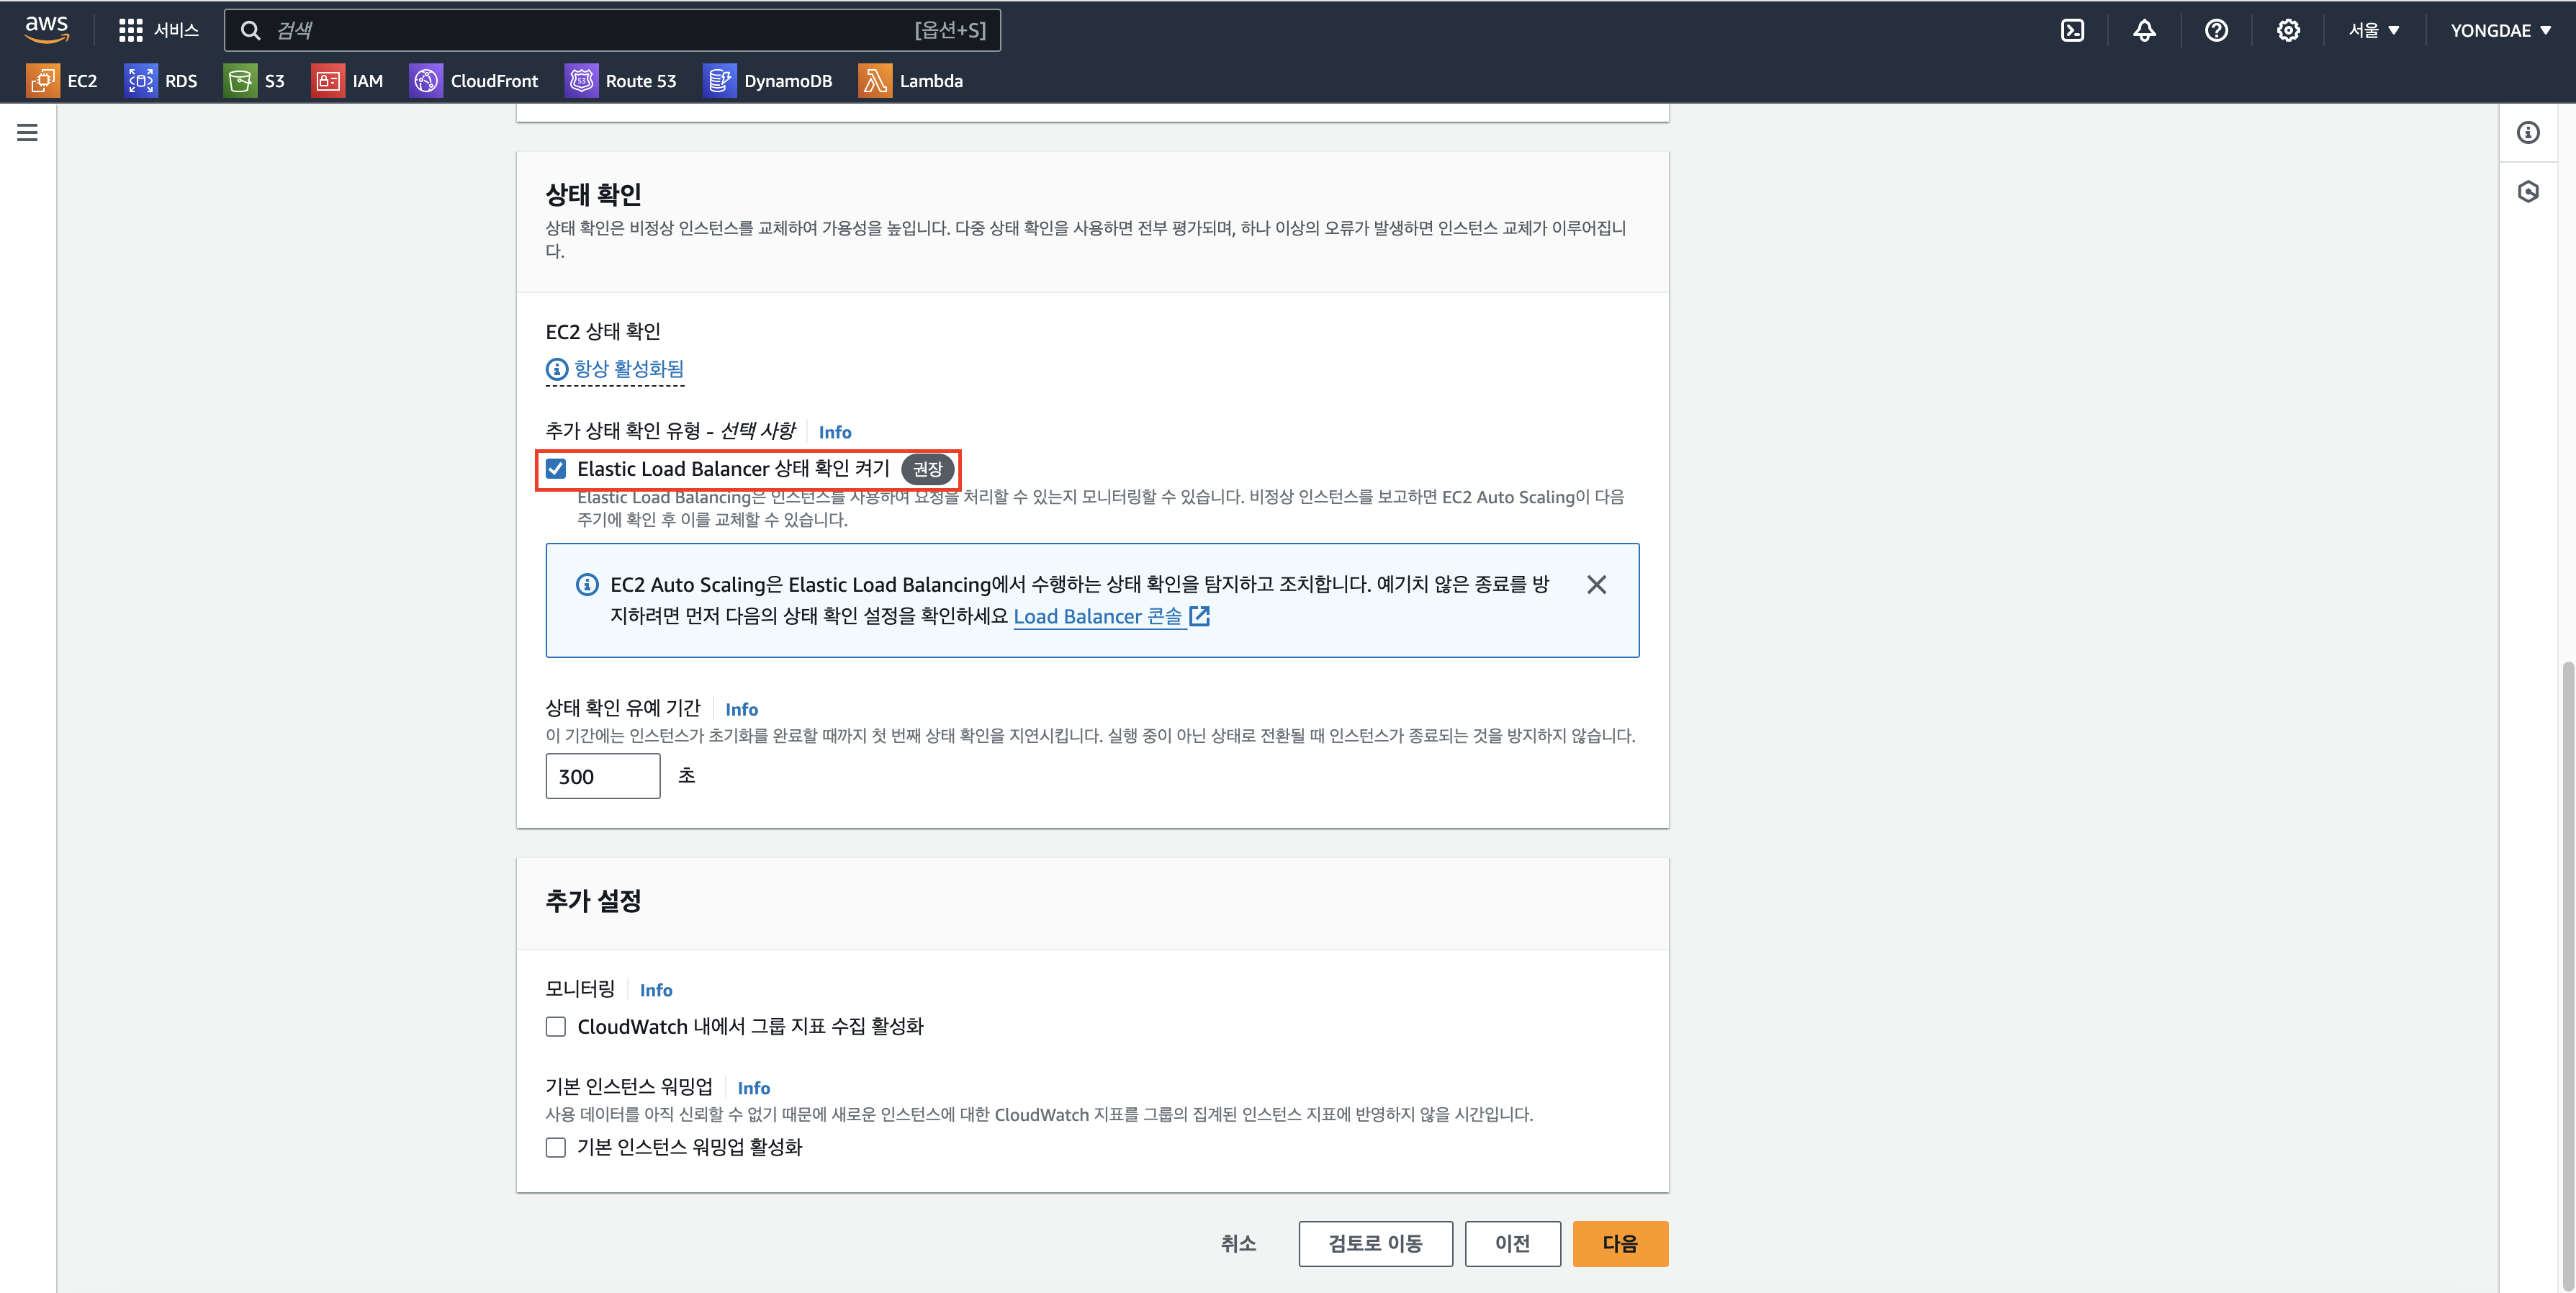 aws
서비스
검색
[옵션+S]
서울 ▼
YONGDAE ▼
EC2
RDS
S3
IAM
CloudFront
Route 53
DynamoDB
Lambda
상태 확인
상태 확인은 비정상 인스턴스를 교체하여 가용성을 높입니다. 다중 상태 확인을 사용하면 전부 평가되며, 하나 이상의 오류가 발생하면 인스턴스 교체가 이루어집니
다.
EC2 상태 확인
항상 활성화됨
추가 상태 확인 유형 - 선택 사항 Info
Elastic Load Balancer 상태 확인 켜기 권장
Elastic Load Balancing은 인스턴스를 사용하여 요청을 처리할 수 있는지 모니터링할 수 있습니다. 비정상 인스턴스를 보고하면 EC2 Auto Scaling이 다음
주기에 확인 후 이를 교체할 수 있습니다.
EC2 Auto Scaling은 Elastic Load Balancing에서 수행하는 상태 확인을 탐지하고 조치합니다. 예기치 않은 종료를 방
지하려면 먼저 다음의 상태 확인 설정을 확인하세요 Load Balancer 콘솔
상태 확인 유예 기간 Info
이 기간에는 인스턴스가 초기화를 완료할 때까지 첫 번째 상태 확인을 지연시킵니다. 실행 중이 아닌 상태로 전환될 때 인스턴스가 종료되는 것을 방지하지 않습니다.
300 초
추가 설정
모니터링 Info
CloudWatch 내에서 그룹 지표 수집 활성화
기본 인스턴스 워밍업 Info
사용 데이터를 아직 신뢰할 수 없기 때문에 새로운 인스턴스에 대한 CloudWatch 지표를 그룹의 집계된 인스턴스 지표에 반영하지 않을 시간입니다.
기본 인스턴스 워밍업 활성화
취소
검토로 이동
이전
다음